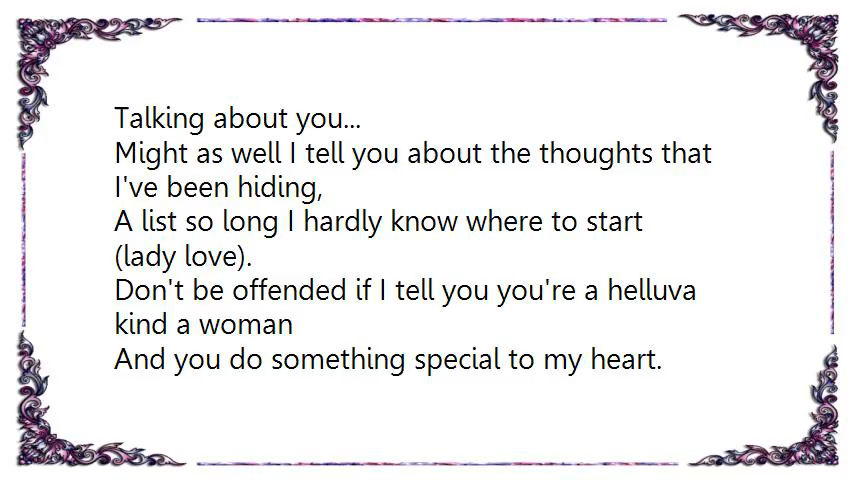 Talking about you...
Might as well I tell you about the thoughts that
I've been hiding,
A list so long I hardly know where to start
(lady love).
Don't be offended if I tell you you're a helluva
kind a woman
And you do something special to my heart.